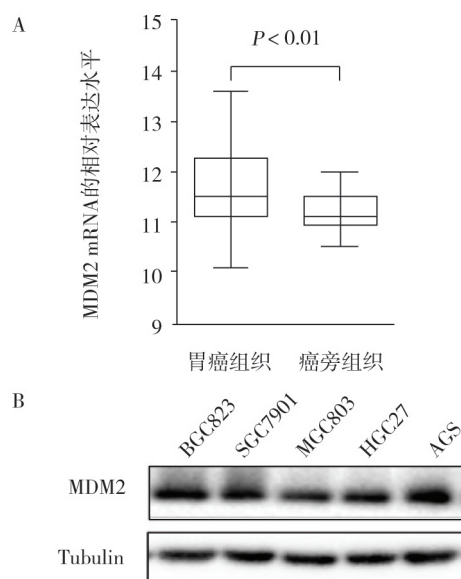 A
MDM2 mRNA的相对表达水平
P < 0.01
15
14
13
12
11
10
9
胃癌组织
癌旁组织
B
BGC823
SGC7901
MGC803
HGC27
AGS
MDM2
Tubulin